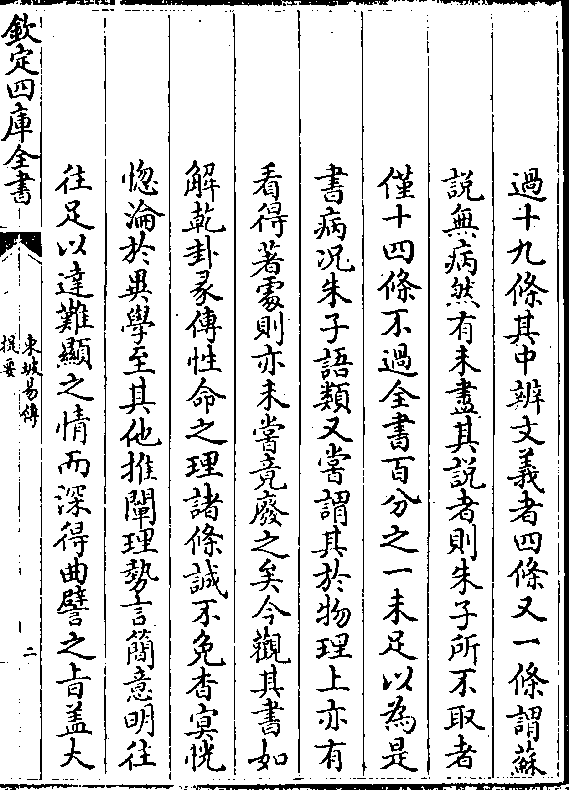 過十九條其中辨文義者四條又一條謂蘇
說無病然有未盡其説者則朱子所不取者
僅十四條不過全書百分之一未足以為是
書病况朱子語類又嘗謂其於物理上亦有
看得著處則亦未嘗竟廢之矣今觀其書如
解乾卦彖傳性命之理諸條誠不免杳冥恍
惚淪於異學至其他推闡理勢言簡意明往
往足以達難顯之情而深得曲譬之旨盖大
欽定四庫全書
東坡易傳
提要
二